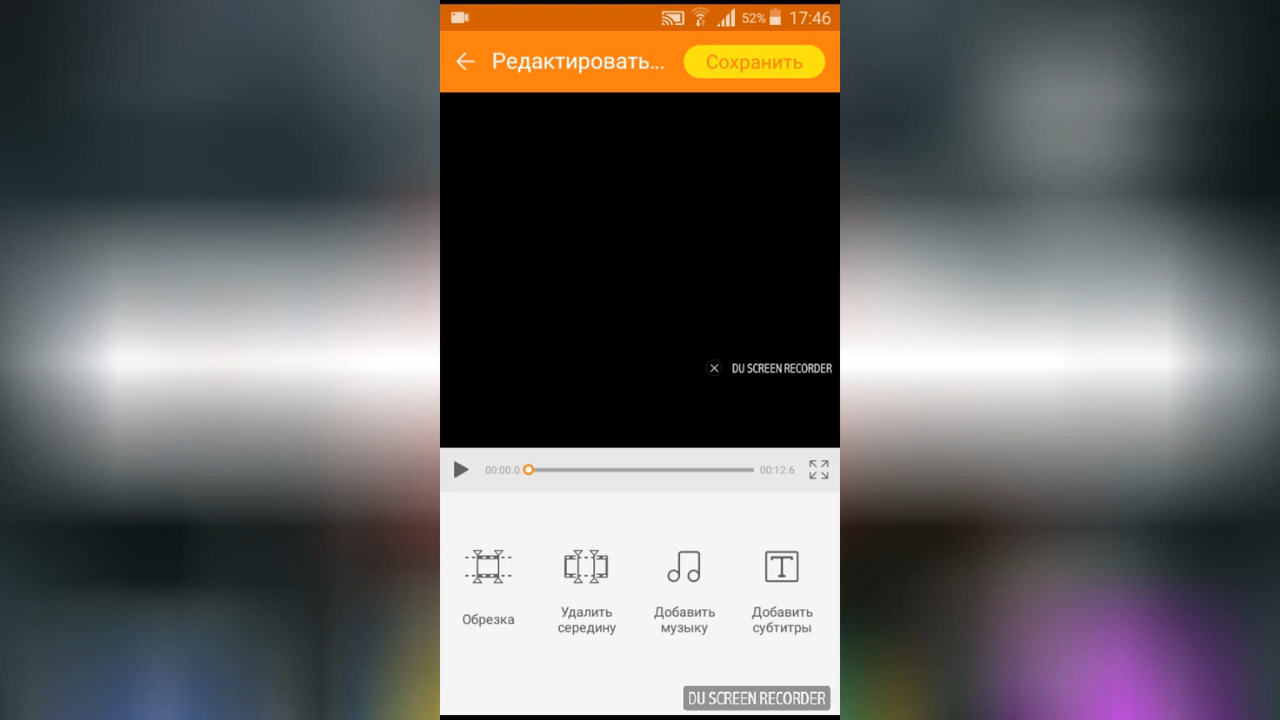 52% 17:46
Редактировать... Сохранить
DU SCREEN RECORDER
00:00.0 00:12.6
Обрезка
Удалить
середину
Добавить
музыку
Добавить
субтитры
DU SCREEN RECORDER